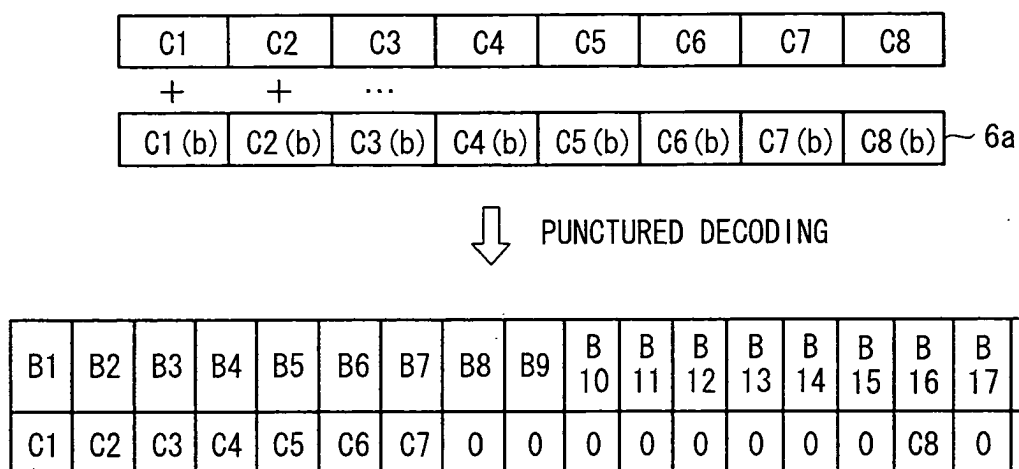 C1 C2 C3 C4 C5 C6 C7 C8
+ + ...
C1(b) C2(b) C3(b) C4(b) C5(b) C6(b) C7(b) C8(b) 6a
PUNCTURED DECODING
B1 B2 B3 B4 B5 B6 B7 B8 B9 B10 B11 B12 B13 B14 B15 B16 B17
C1 C2 C3 C4 C5 C6 C7 0 0 0 0 0 0 0 0 C8 0